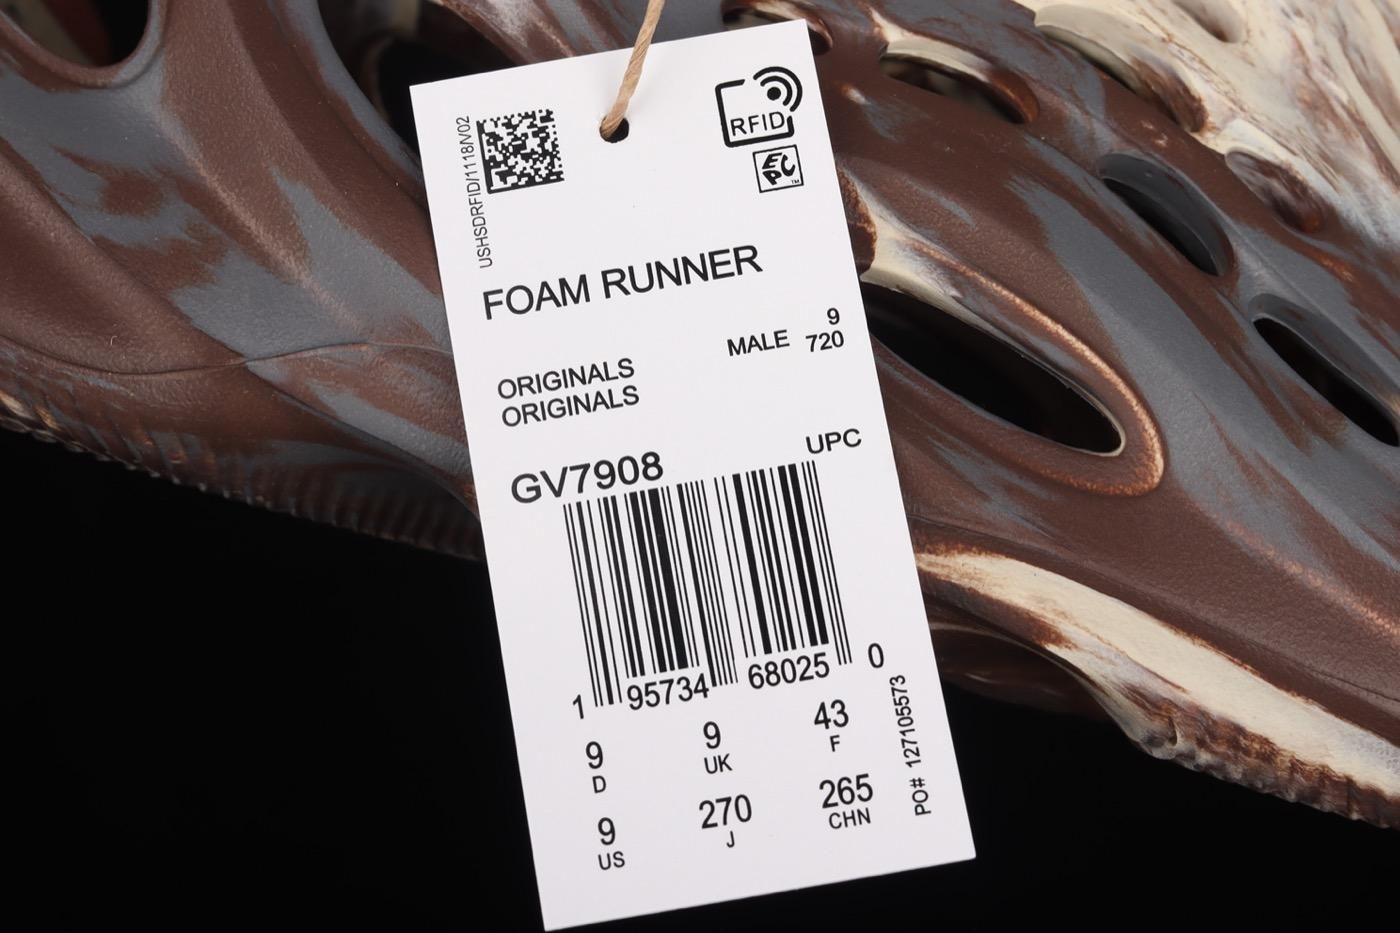 USHSDRFID/1118/V02
RFID
EPC
TM
FOAM RUNNER
MALE 9
720
ORIGINALS
ORIGINALS
UPC
GV7908
1 95734 68025 0
9 9 43
D UK F
9 270 265
US J CHN
PO# 127105573